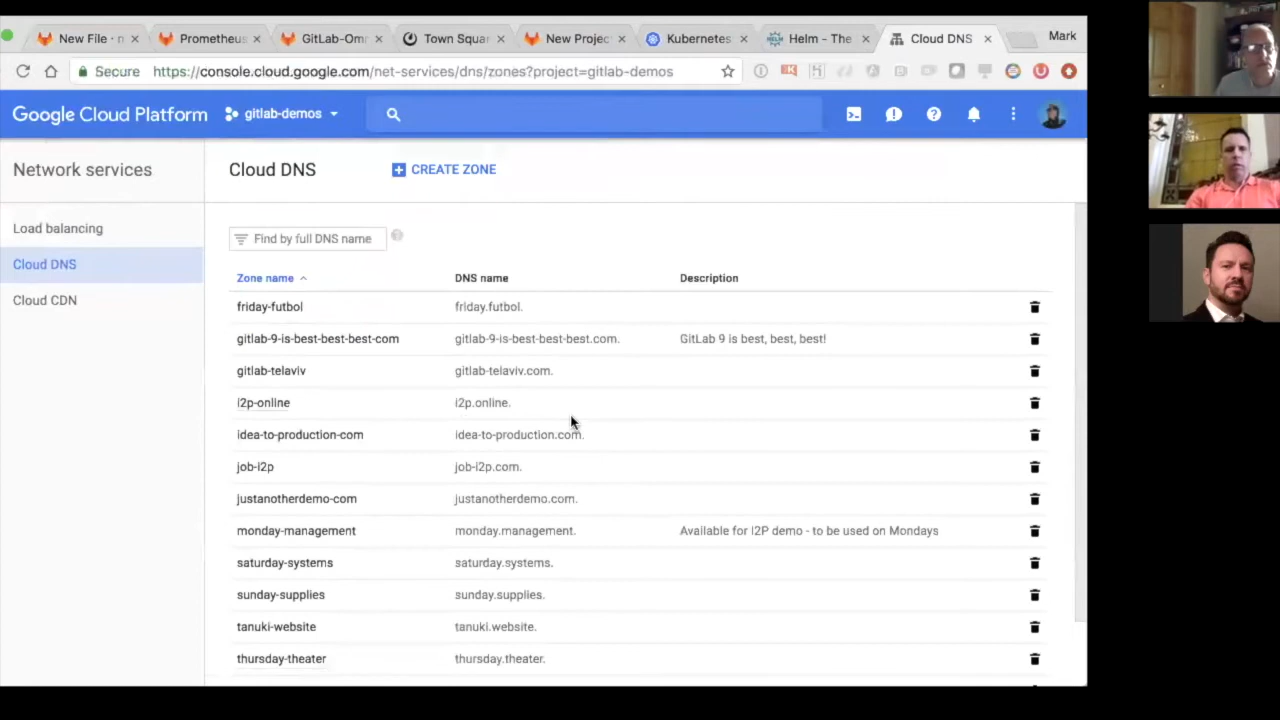 New File · n
Prometheus
GitLab-Om
Town Squar
New Projec
Kubernetes
Helm - The
Cloud DNS
Mark
Secure https://console.cloud.google.com/net-services/dns/zones?project=gitlab-demos
Google Cloud Platform gitlab-demos
Network services
Cloud DNS
CREATE ZONE
Load balancing
Cloud DNS
Cloud CDN
Find by full DNS name
Zone name DNS name Description
friday-futbol friday.futbol.
gitlab-9-is-best-best-best-com gitlab-9-is-best-best-best.com. GitLab 9 is best, best, best!
gitlab-telaviv gitlab-telaviv.com.
i2p-online i2p.online.
idea-to-production-com idea-to-production.com.
job-i2p job-i2p.com.
justanotherdemo-com justanotherdemo.com.
monday-management monday.management. Available for I2P demo - to be used on Mondays
saturday-systems saturday.systems.
sunday-supplies sunday.supplies.
tanuki-website tanuki.website.
thursday-theater thursday.theater.